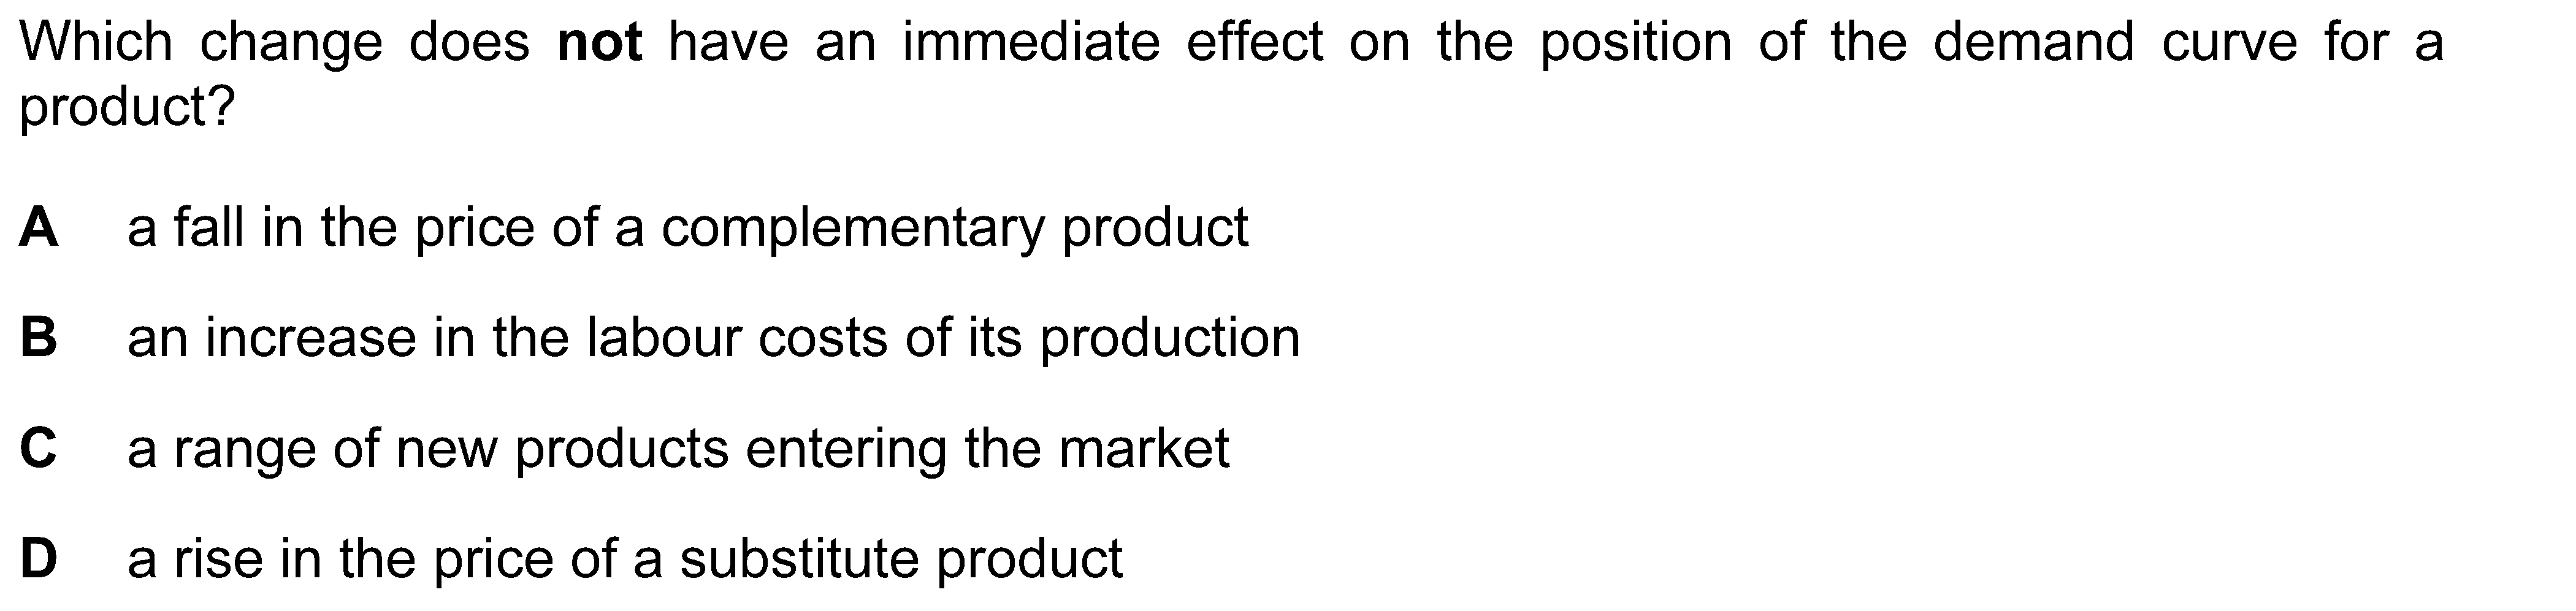 Which change does not have an immediate effect on the position of the demand curve for a
product?
A a fall in the price of a complementary product
B an increase in the labour costs of its production
C a range of new products entering the market
D a rise in the price of a substitute product